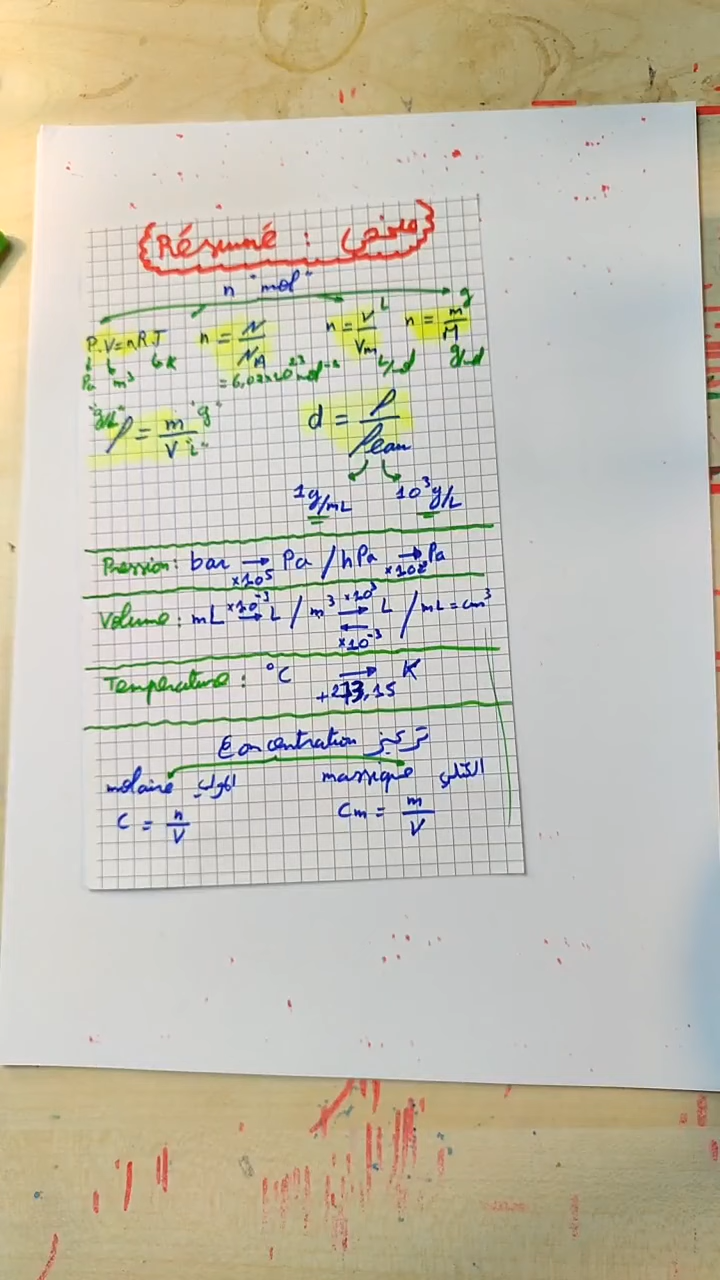 Résumé : ملخص
n "mol"
P.V=nRT n = N/NA n = V/Vm L n = m/M g
Pa m³ K = 6,02×10²³ mol⁻¹ L/mol g/mol
"g/L" ρ = m/V "g" "L" d = ρ/ρeau
1g/mL 10³g/L
Pression : bar →×10⁵ Pa / hPa →×10² Pa
Volume : mL ×10⁻³→ L / m³ ×10³→ L / mL = cm³
←×10⁻³
Température : °C → K
+273,15
Concentration تركيز
molaire المولي massique الكتلي
C = n/V Cm = m/V